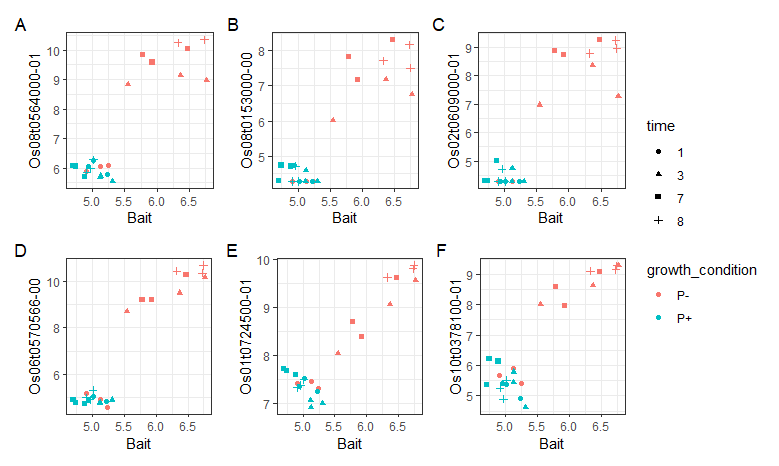 A
Os08t0564000-01
10
9
8
7
6
5.0 5.5 6.0 6.5
Bait
B
Os08t0153000-00
8
7
6
5
5.0 5.5 6.0 6.5
Bait
C
Os02t0609000-01
9
8
7
6
5
5.0 5.5 6.0 6.5
Bait
time
1
3
7
8
D
Os06t0570566-00
10
8
6
5.0 5.5 6.0 6.5
Bait
E
Os01t0724500-01
10
9
8
7
5.0 5.5 6.0 6.5
Bait
F
Os10t0378100-01
9
8
7
6
5
5.0 5.5 6.0 6.5
Bait
growth_condition
P-
P+